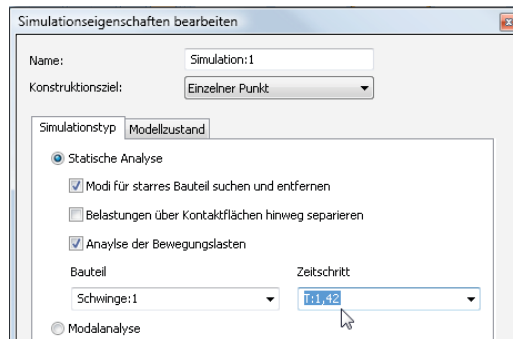 Simulationseigenschaften bearbeiten
Name: Simulation:1
Konstruktionsziel: Einzelner Punkt
Simulationstyp Modellzustand
Statische Analyse
Modi für starres Bauteil suchen und entfernen
Belastungen über Kontaktflächen hinweg separieren
Anaylse der Bewegungslasten
Bauteil Zeitschritt
Schwinge:1 T:1,42
Modalanalyse